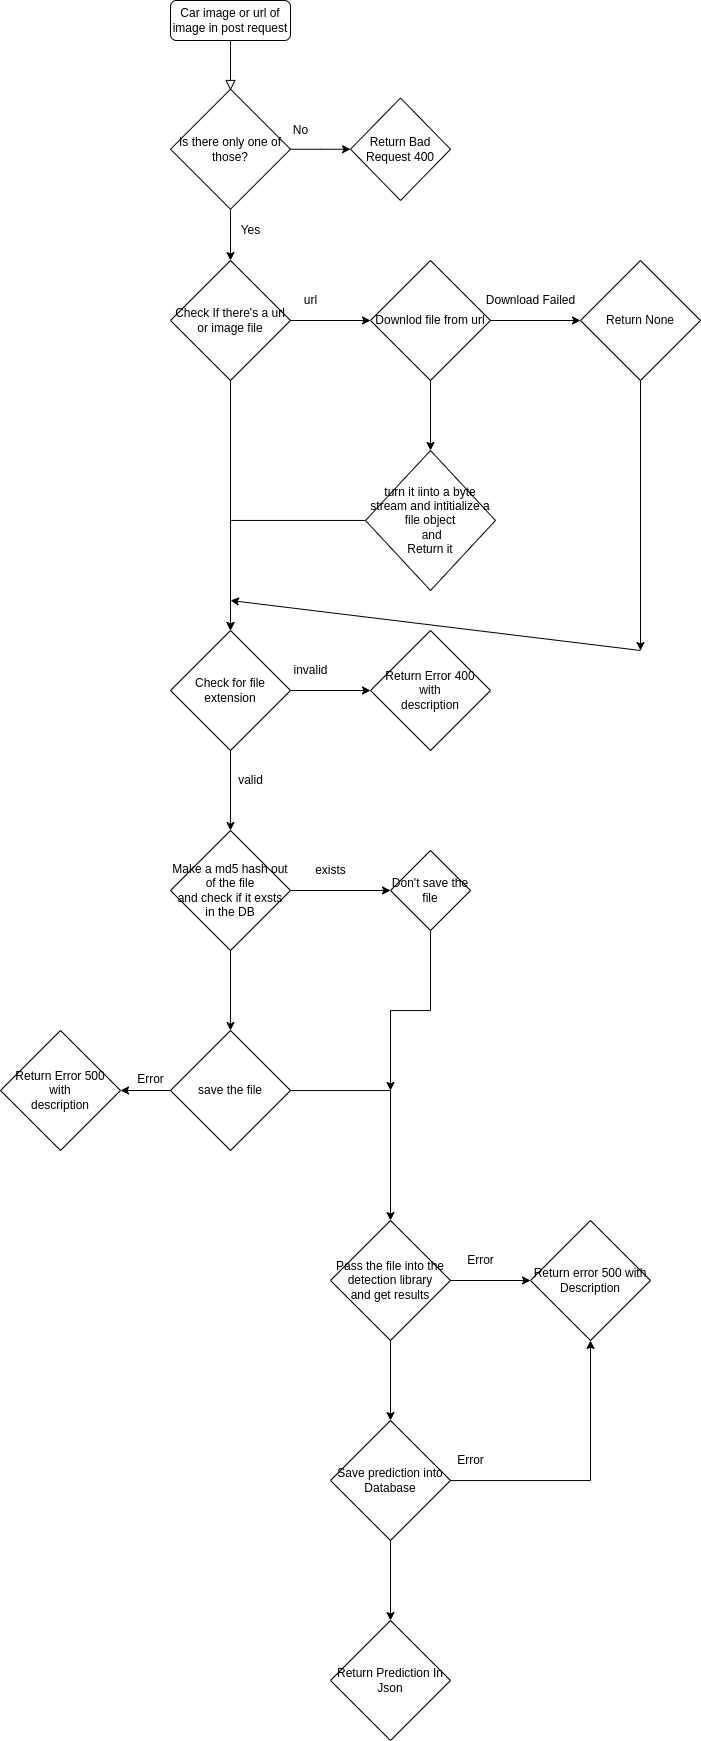 Car image or url of
image in post request
Is there only one of
those?
No
Return Bad
Request 400
Yes
Check If there's a url
or image file
url
Downlod file from url
Download Failed
Return None
turn it iinto a byte
stream and intitialize a
file object
and
Return it
Check for file
extension
invalid
Return Error 400
with
description
valid
Make a md5 hash out
of the file
and check if it exsts
in the DB
exists
Don't save the
file
Return Error 500
with
description
Error
save the file
Pass the file into the
detection library
and get results
Error
Return error 500 with
Description
Save prediction into
Database
Error
Return Prediction In
Json